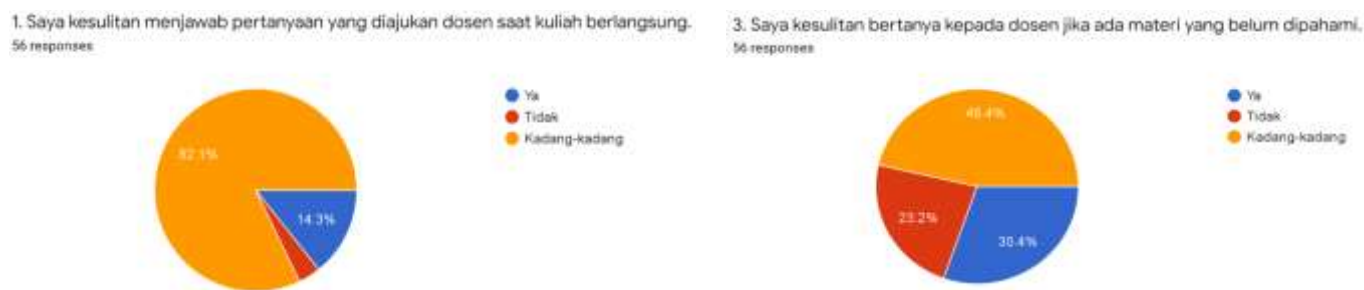 1. Saya kesulitan menjawab pertanyaan yang diajukan dosen saat kuliah berlangsung.
56 responses
Ya
Tidak
Kadang-kadang
82.1%
14.3%
3. Saya kesulitan bertanya kepada dosen jika ada materi yang belum dipahami.
56 responses
Ya
Tidak
Kadang-kadang
46.4%
23.2%
30.4%